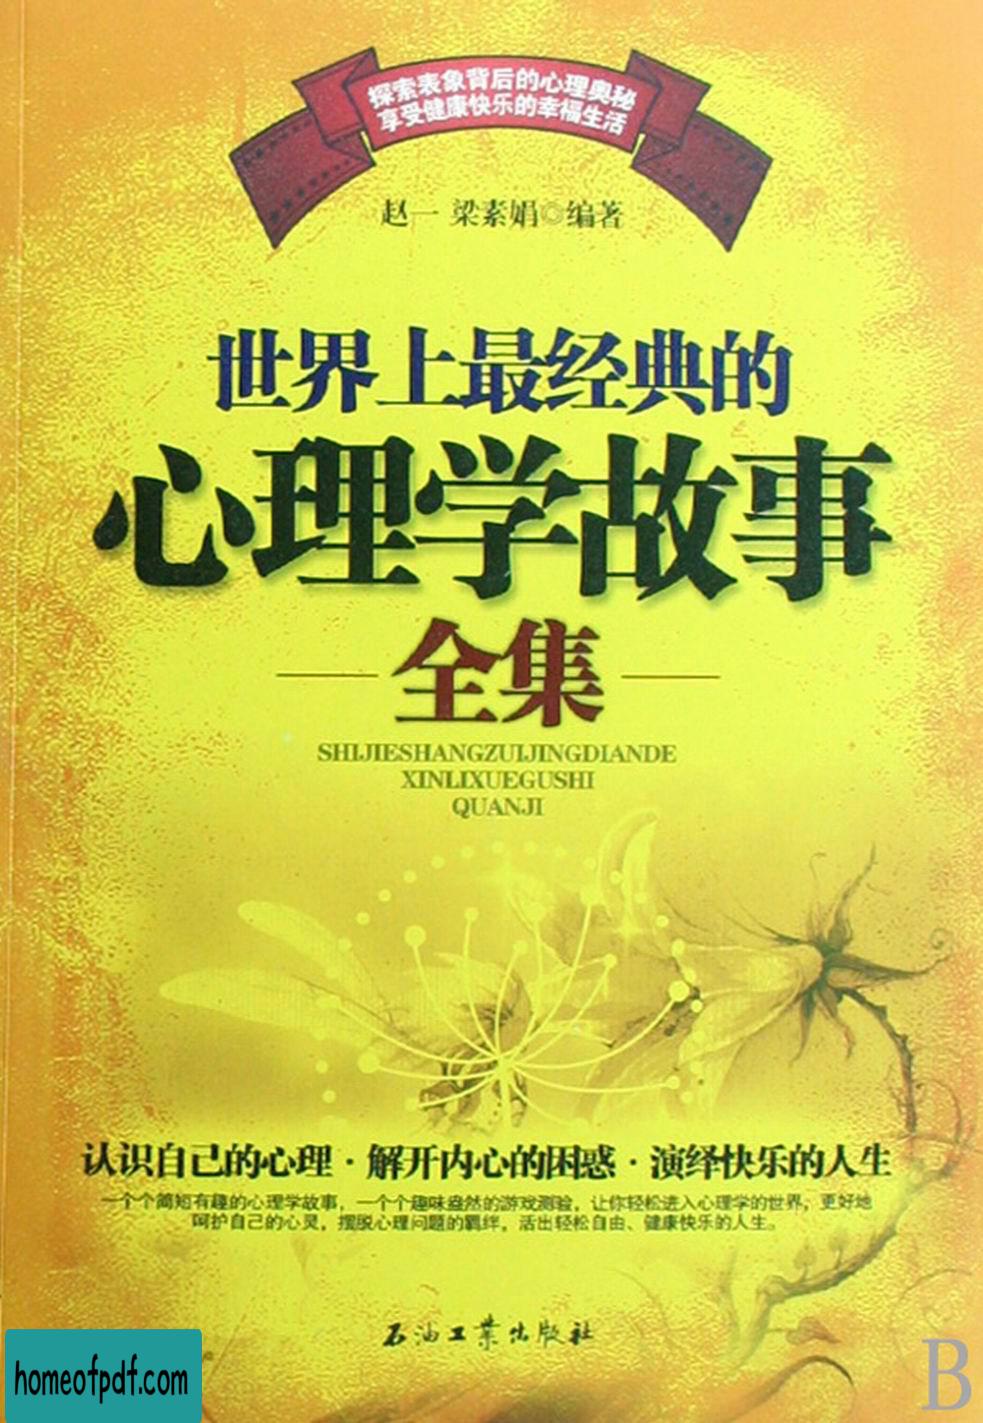 探索表象背后的心理奥秘
享受健康快乐的幸福生活
赵一 梁素娟◎编著
世界上最经典的
心理学故事
全集
SHIJIESHANGZUIJINGDIANDE
XINLIXUEGUSHI
QUANJI
认识自己的心理·解开内心的困惑·演绎快乐的人生
一个个简短有趣的心理学故事，一个个趣味盎然的游戏测验，让你轻松进入心理学的世界，更好地
呵护自己的心灵，摆脱心理问题的羁绊，活出轻松自由、健康快乐的人生。
石油工业出版社
homeofpdf.com
B